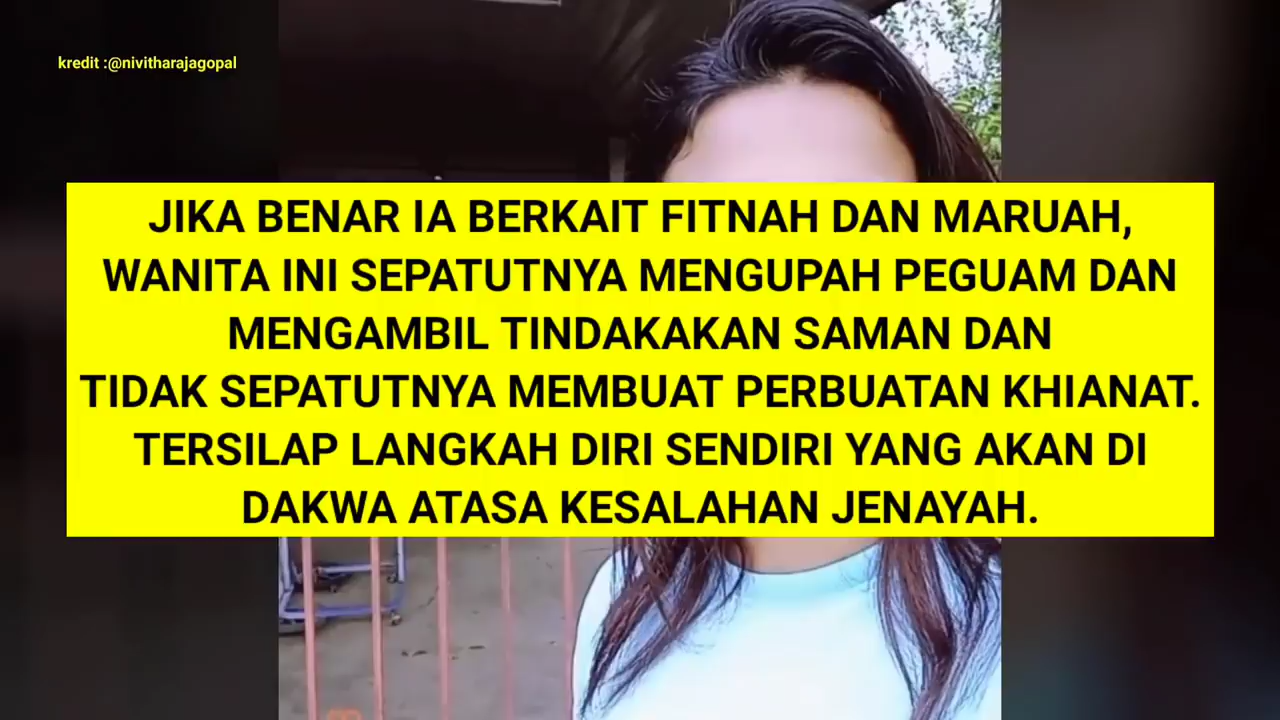 kredit :@nivitharajagopal
JIKA BENAR IA BERKAIT FITNAH DAN MARUAH,
WANITA INI SEPATUTNYA MENGUPAH PEGUAM DAN
MENGAMBIL TINDAKAKAN SAMAN DAN
TIDAK SEPATUTNYA MEMBUAT PERBUATAN KHIANAT.
TERSILAP LANGKAH DIRI SENDIRI YANG AKAN DI
DAKWA ATASA KESALAHAN JENAYAH.